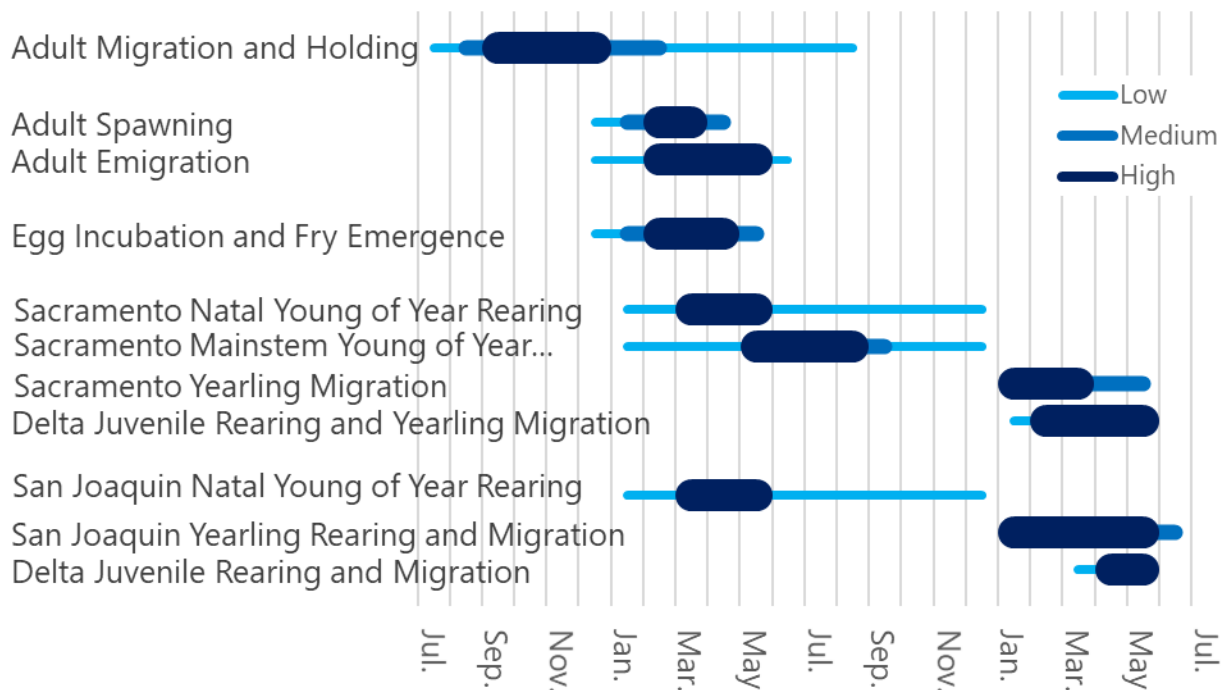 Adult Migration and Holding
Low
Adult Spawning
Medium
Adult Emigration
High
Egg Incubation and Fry Emergence
Sacramento Natal Young of Year Rearing
Sacramento Mainstem Young of Year...
Sacramento Yearling Migration
Delta Juvenile Rearing and Yearling Migration
San Joaquin Natal Young of Year Rearing
San Joaquin Yearling Rearing and Migration
Delta Juvenile Rearing and Migration
Jul. Sep. Nov. Jan. Mar. May Jul. Sep. Nov. Jan. Mar. May Jul.